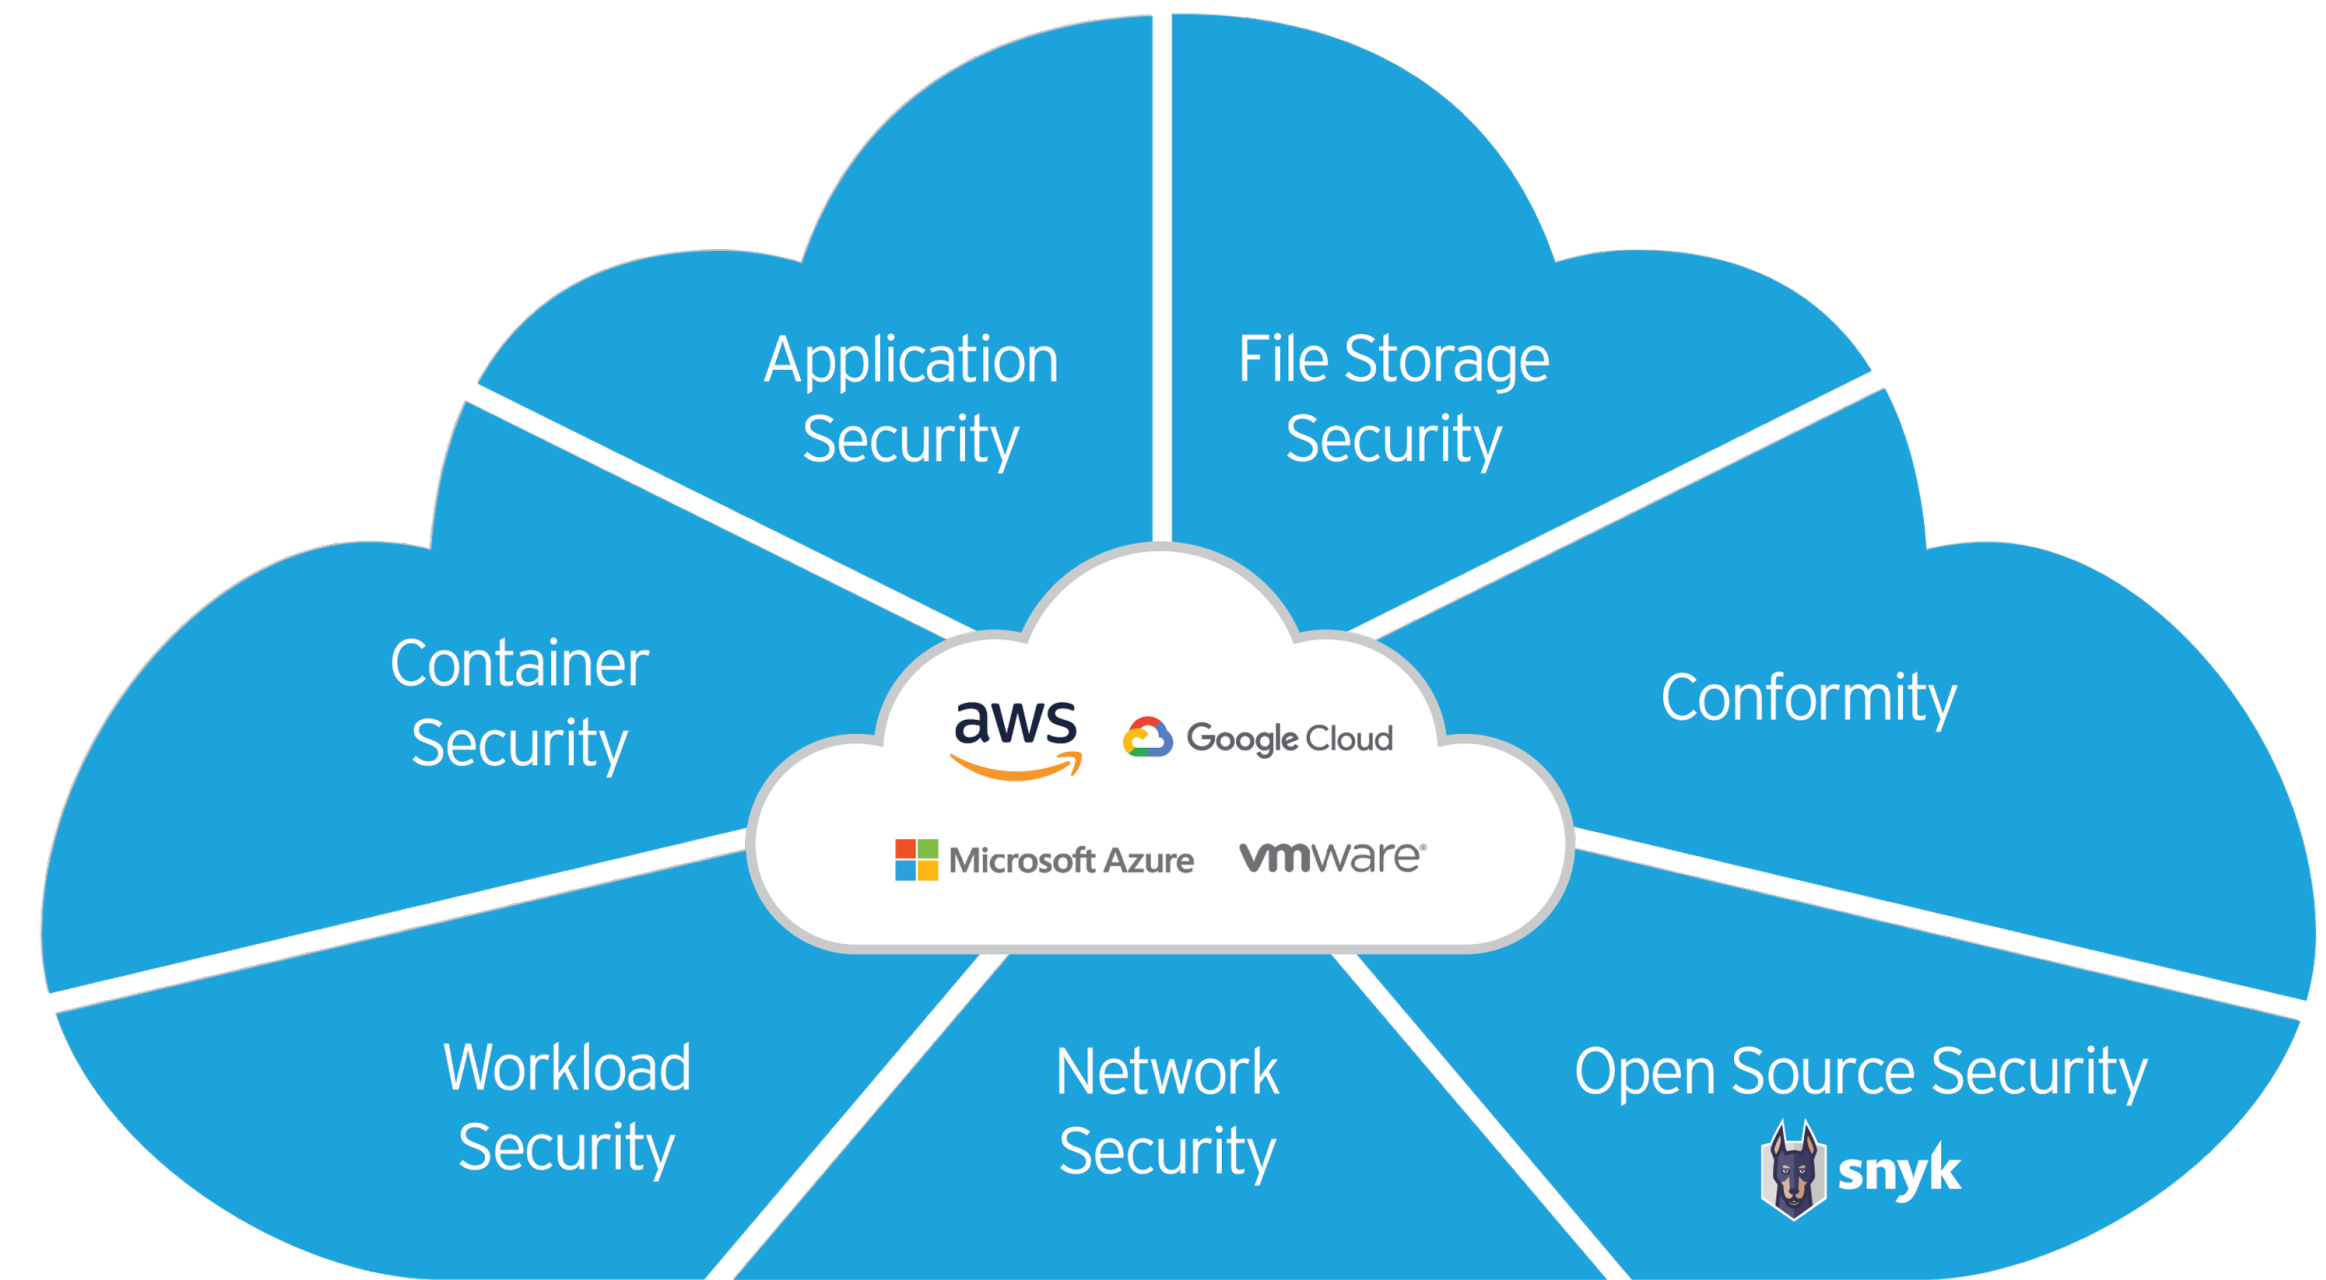 Application
Security
File Storage
Security
Container
Security
Conformity
aws
Google Cloud
Microsoft Azure
vmware®
Workload
Security
Network
Security
Open Source Security
snyk